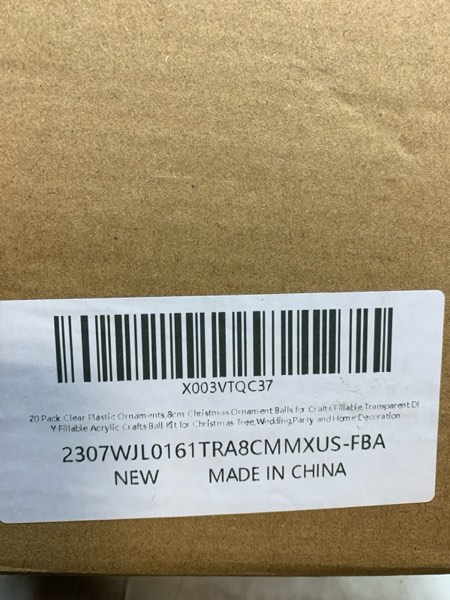 X003VTQC37
20 Pack Clear Plastic Ornaments,8cm Christmas Ornament Balls for Crafts Fillable,Transparent DI
Y Fillable Acrylic Crafts Ball Kit for Christmas Tree,Wedding,Party and Home Decoration
2307WJL0161TRA8CMMXUS-FBA
NEW MADE IN CHINA